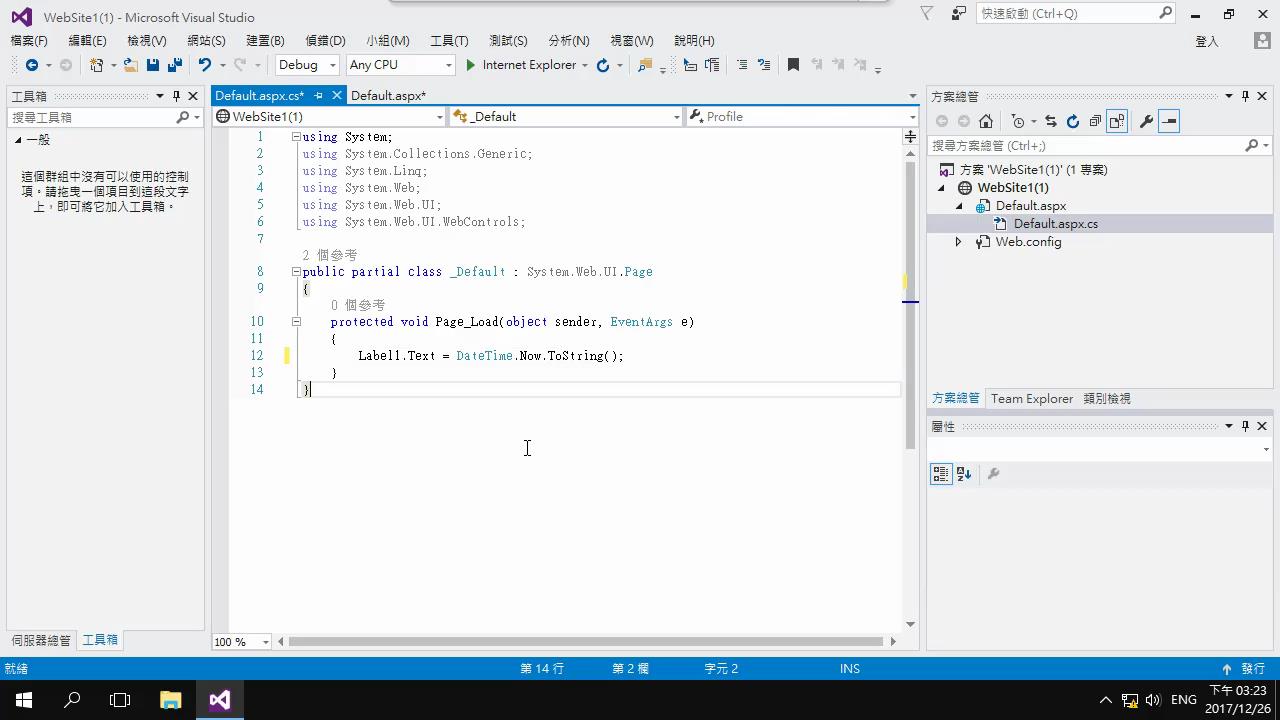 WebSite1(1) - Microsoft Visual Studio
快速啟動 (Ctrl+Q)
檔案(F) 編輯(E) 檢視(V) 網站(S) 建置(B) 偵錯(D) 小組(M) 工具(T) 測試(S) 分析(N) 視窗(W) 說明(H) 登入
Debug Any CPU Internet Explorer
工具箱
搜尋工具箱
一般
這個群組中沒有可以使用的控制
項。請拖曳一個項目到這段文字
上，即可將它加入工具箱。
伺服器總管 工具箱
Default.aspx.cs* Default.aspx*
WebSite1(1) _Default Profile
1 using System;
2 using System.Collections.Generic;
3 using System.Linq;
4 using System.Web;
5 using System.Web.UI;
6 using System.Web.UI.WebControls;
7
2 個參考
8 public partial class _Default : System.Web.UI.Page
9 {
0 個參考
10 protected void Page_Load(object sender, EventArgs e)
11 {
12 Label1.Text = DateTime.Now.ToString();
13 }
14 }
100 %
方案總管
搜尋方案總管 (Ctrl+;)
方案 'WebSite1(1)' (1 專案)
WebSite1(1)
Default.aspx
Default.aspx.cs
Web.config
方案總管 Team Explorer 類別檢視
屬性
就緒 第 14 行 第 2 欄 字元 2 INS 發行
ENG 下午 03:23
2017/12/26